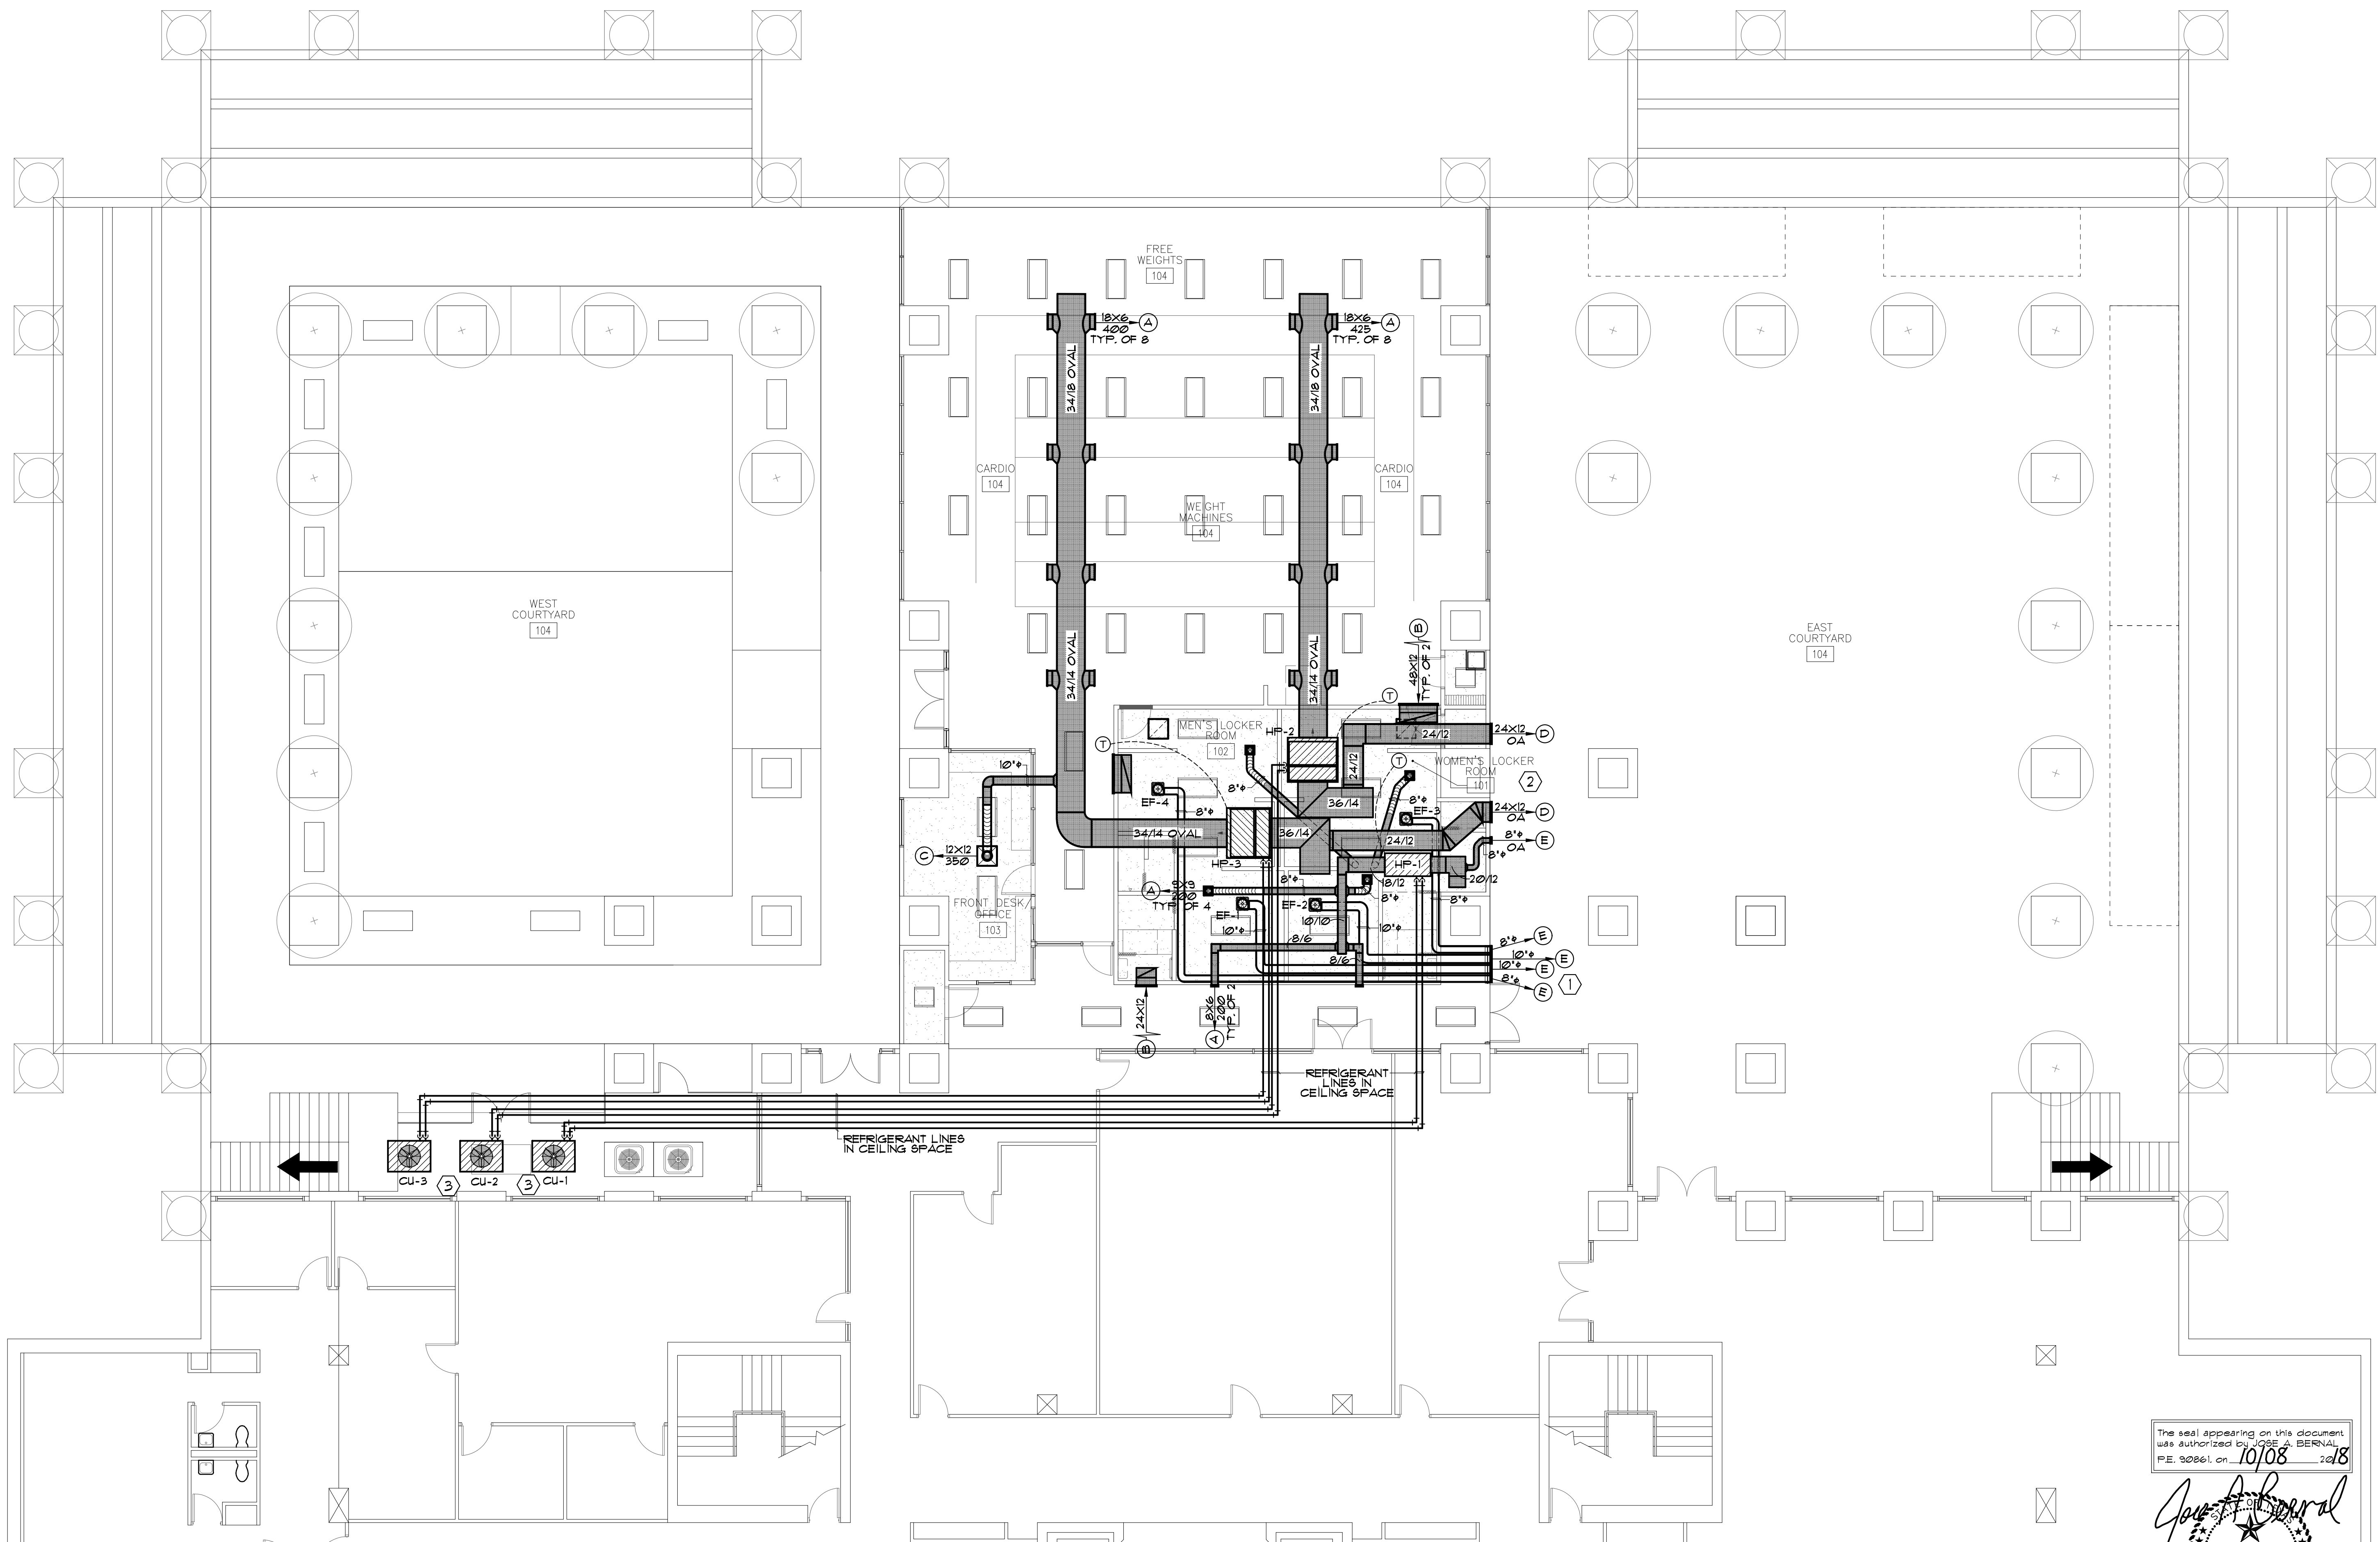 FREE
WEIGHTS
104
18X6
400
TYP. OF 8
A
18X6
425
TYP. OF 8
A
34/18 OVAL
34/18 OVAL
CARDIO
104
CARDIO
104
WEIGHT
MACHINES
104
WEST
COURTYARD
104
EAST
COURTYARD
104
34/14 OVAL
34/14 OVAL
B
48X12
TYP. OF 2
T
MEN'S LOCKER
ROOM
102
HP-2
24/12
24X12
OA
D
T
T
WOMEN'S LOCKER
ROOM
101
2
10"ϕ
24/12
8"ϕ
8"ϕ
EF-4
8"ϕ
36/14
EF-3
24X12
OA
D
34/14 OVAL
36/14
24/12
8"ϕ
OA
E
8"ϕ
C
12X12
350
HP-3
HP-1
20/12
18/12
A
9X9
200
TYP. OF 4
8"ϕ
8"ϕ
8"ϕ
FRONT DESK/
OFFICE
103
EF-1
EF-2
10/10
10"ϕ
10"ϕ
8/6
8/6
8"ϕ
E
10"ϕ
E
10"ϕ
E
8"ϕ
E
1
24X12
B
8X6
200
TYP. OF 2
A
REFRIGERANT
LINES IN
CEILING SPACE
REFRIGERANT LINES
IN CEILING SPACE
CU-3
3
CU-2
3
CU-1
The seal appearing on this document
was authorized by JOSE A. BERNAL
P.E. 90861, on 10/08 2018
Jose A Bernal
STATE OF TEXAS